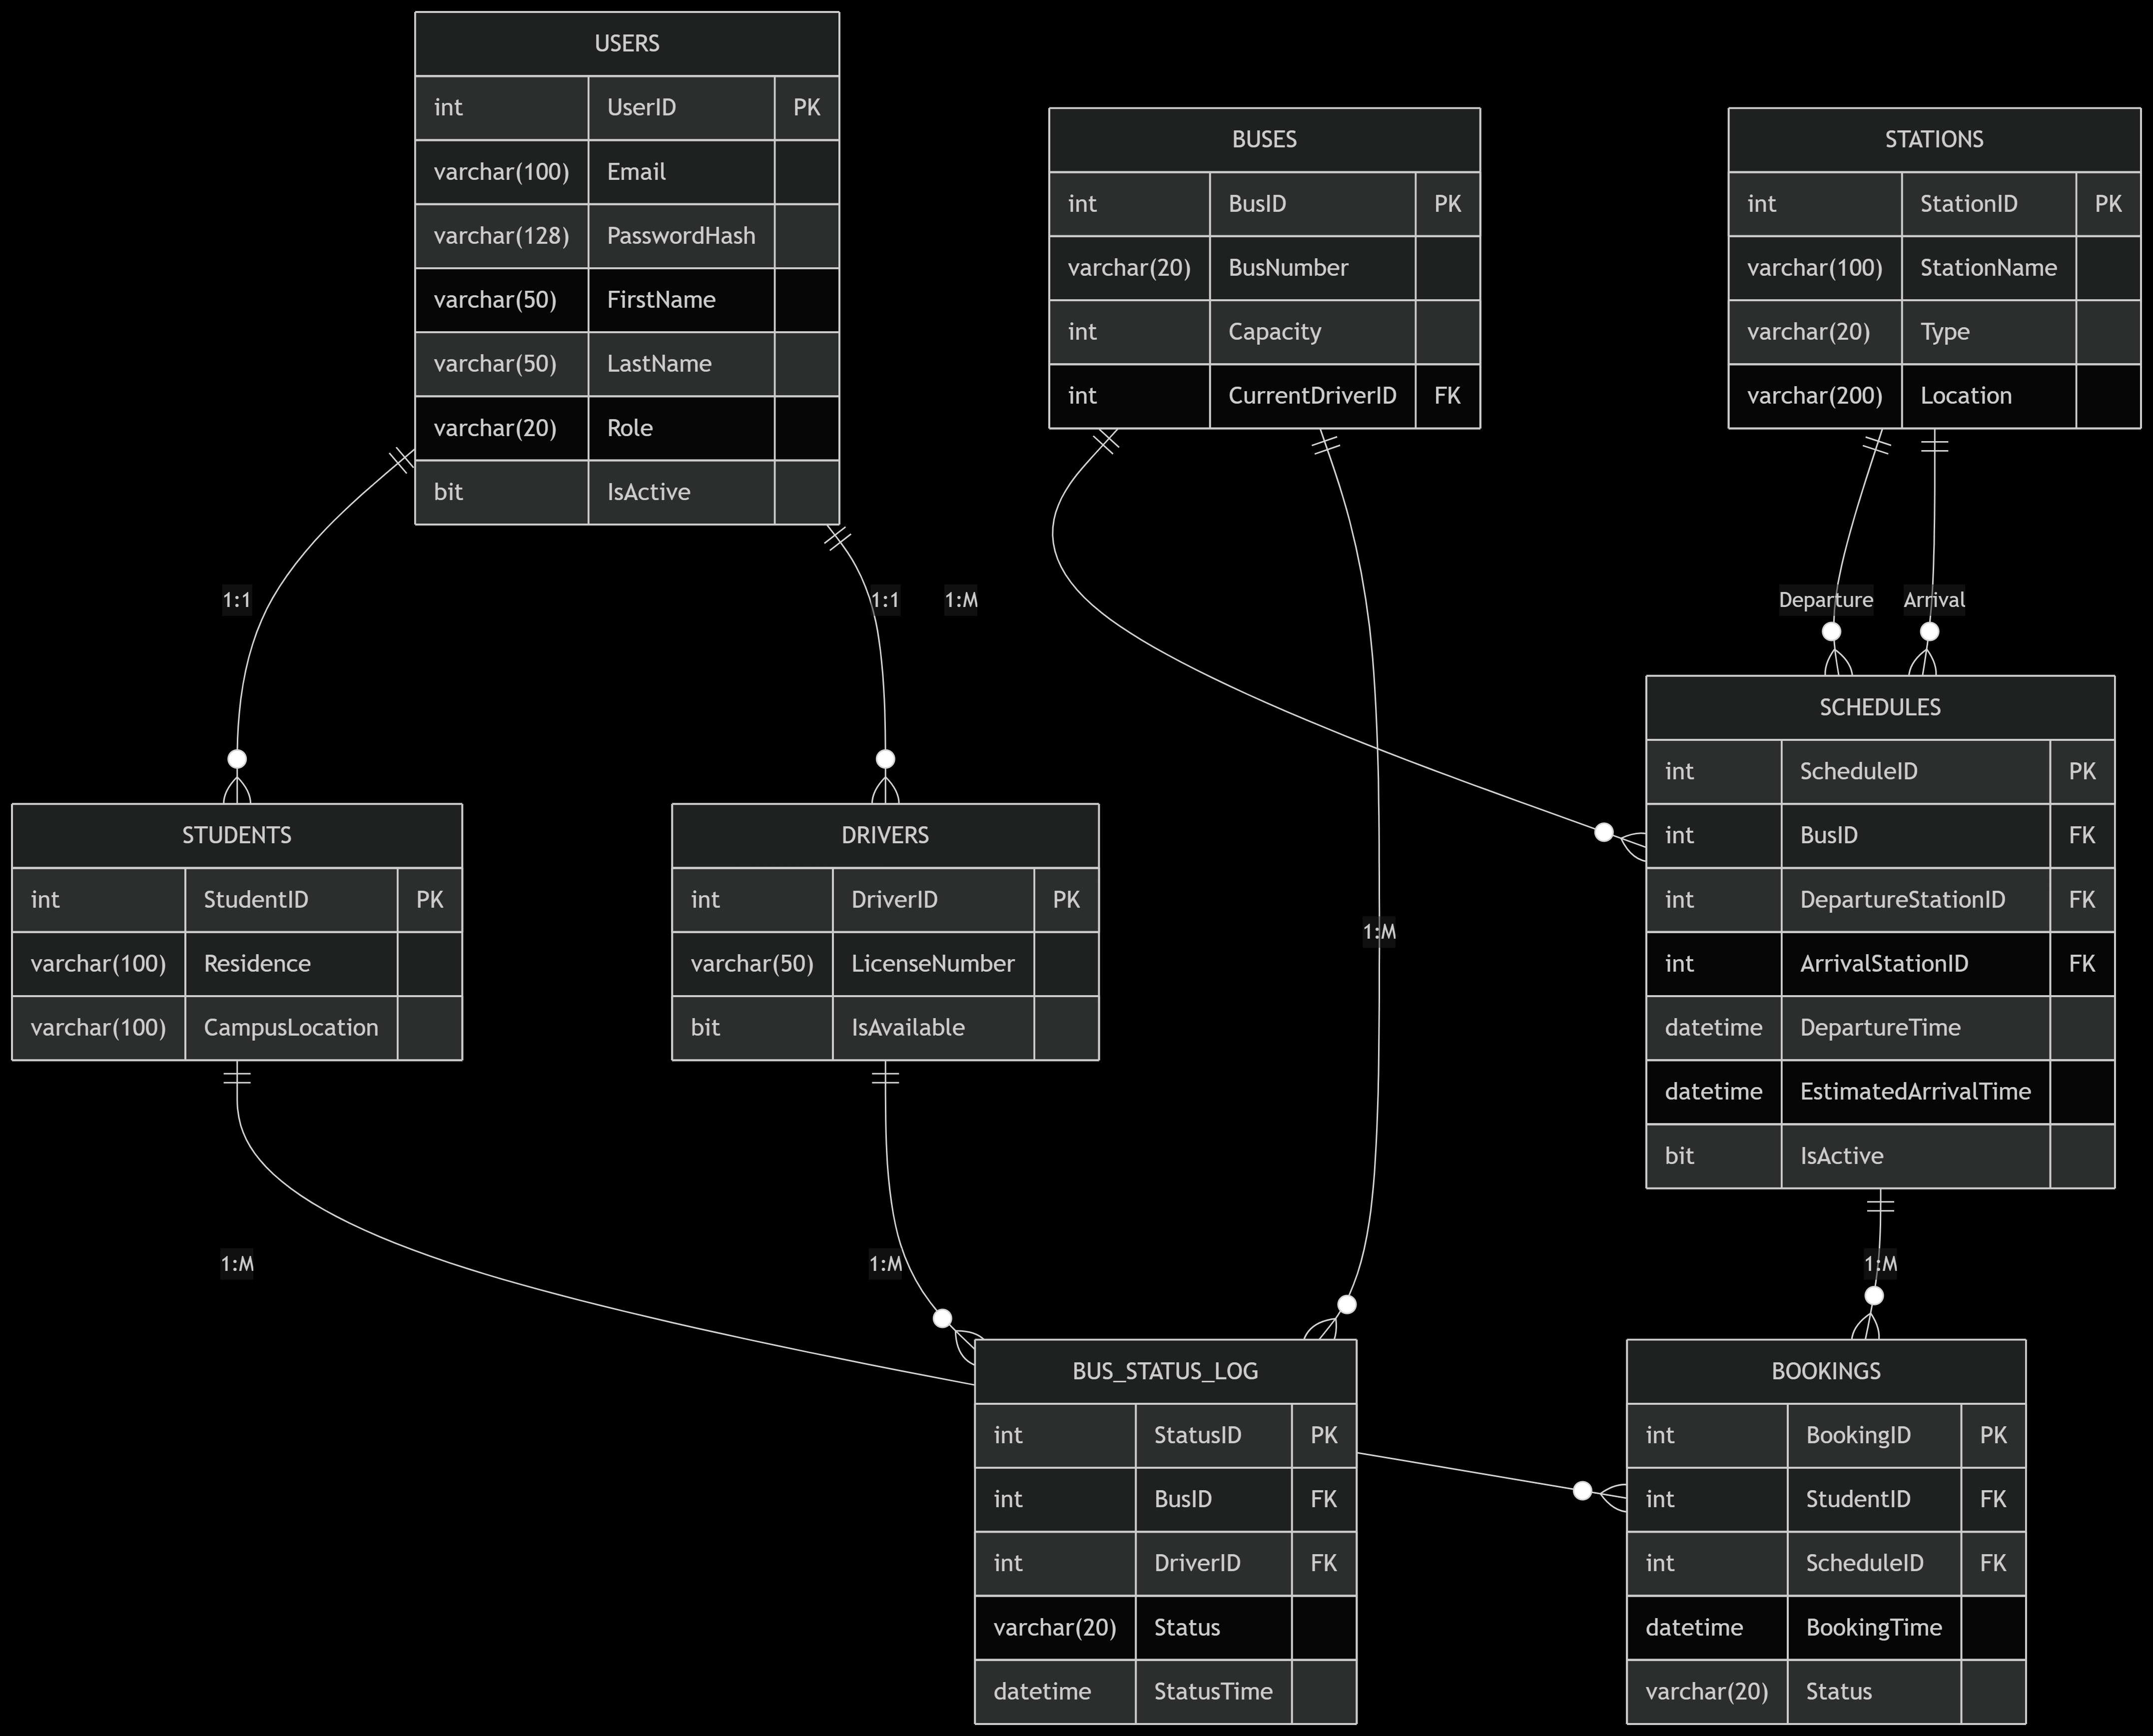 USERS
int UserID PK
varchar(100) Email
varchar(128) PasswordHash
varchar(50) FirstName
varchar(50) LastName
varchar(20) Role
bit IsActive
BUSES
int BusID PK
varchar(20) BusNumber
int Capacity
int CurrentDriverID FK
STATIONS
int StationID PK
varchar(100) StationName
varchar(20) Type
varchar(200) Location
1:1
1:1
1:M
Departure
Arrival
STUDENTS
int StudentID PK
varchar(100) Residence
varchar(100) CampusLocation
DRIVERS
int DriverID PK
varchar(50) LicenseNumber
bit IsAvailable
1:M
SCHEDULES
int ScheduleID PK
int BusID FK
int DepartureStationID FK
int ArrivalStationID FK
datetime DepartureTime
datetime EstimatedArrivalTime
bit IsActive
1:M
1:M
1:M
BUS_STATUS_LOG
int StatusID PK
int BusID FK
int DriverID FK
varchar(20) Status
datetime StatusTime
BOOKINGS
int BookingID PK
int StudentID FK
int ScheduleID FK
datetime BookingTime
varchar(20) Status